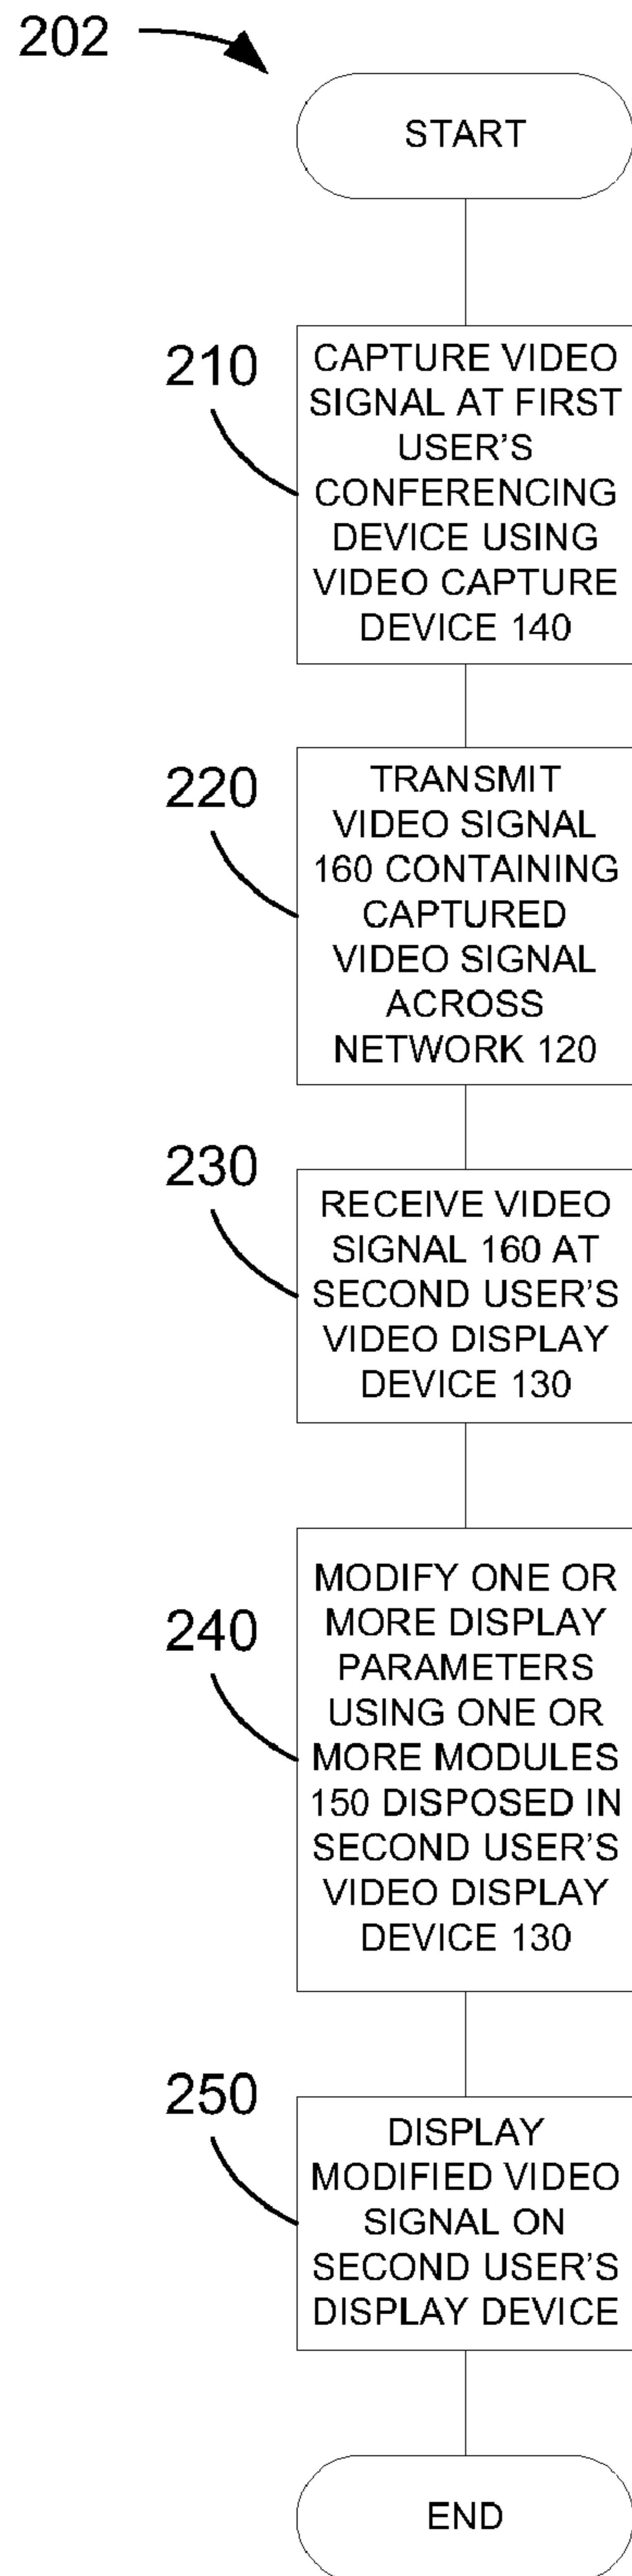 202
START
210
CAPTURE VIDEO
SIGNAL AT FIRST
USER'S
CONFERENCING
DEVICE USING
VIDEO CAPTURE
DEVICE 140
220
TRANSMIT
VIDEO SIGNAL
160 CONTAINING
CAPTURED
VIDEO SIGNAL
ACROSS
NETWORK 120
230
RECEIVE VIDEO
SIGNAL 160 AT
SECOND USER'S
VIDEO DISPLAY
DEVICE 130
240
MODIFY ONE OR
MORE DISPLAY
PARAMETERS
USING ONE OR
MORE MODULES
150 DISPOSED IN
SECOND USER'S
VIDEO DISPLAY
DEVICE 130
250
DISPLAY
MODIFIED VIDEO
SIGNAL ON
SECOND USER'S
DISPLAY DEVICE
END